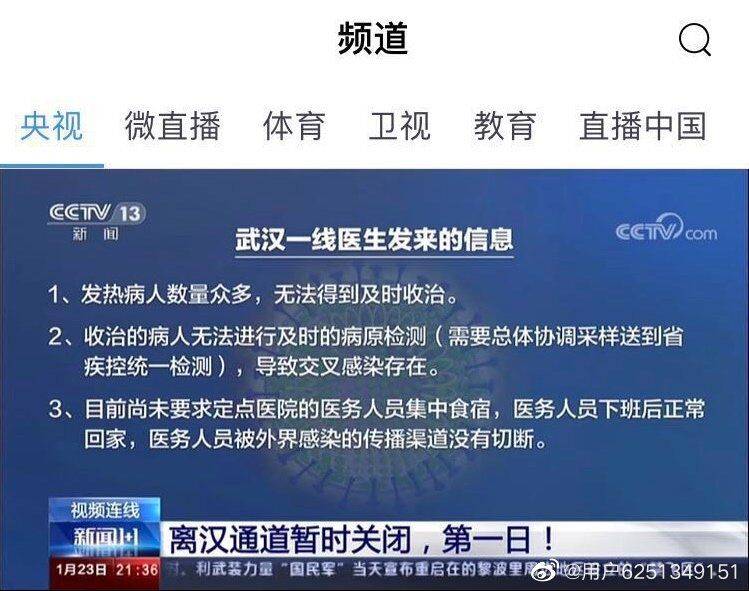 频道
央视 微直播 体育 卫视 教育 直播中国
CCTV 13
新闻
CCTV.com
武汉一线医生发来的信息
1、发热病人数量众多，无法得到及时收治。
2、收治的病人无法进行及时的病原检测（需要总体协调采样送到省
疾控统一检测），导致交叉感染存在。
3、目前尚未要求定点医院的医务人员集中食宿，医务人员下班后正常
回家，医务人员被外界感染的传播渠道没有切断。
视频连线
新闻1+1
离汉通道暂时关闭，第一日！
1月23日 21:36
利武装力量“国民军”当天宣布重启在的黎波里周
@用户6251349151